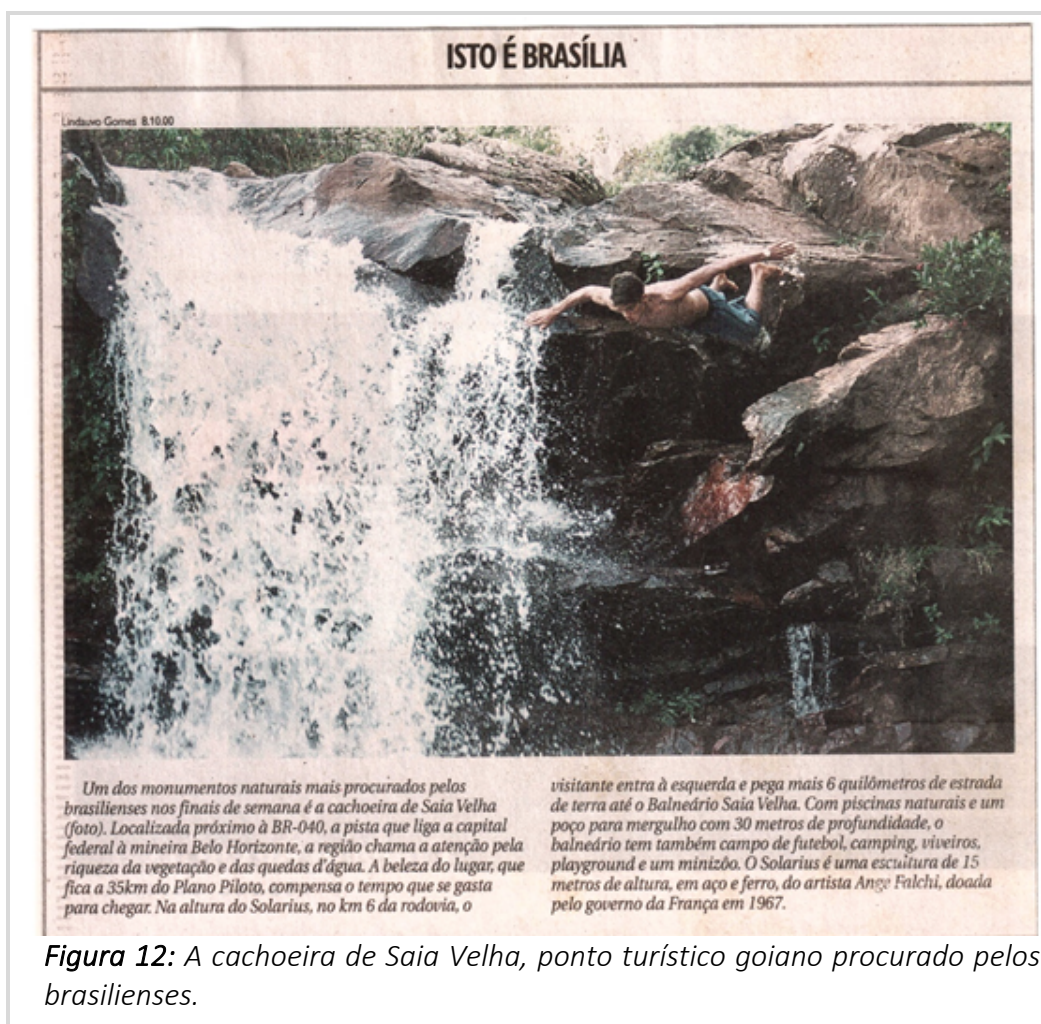 ISTO É BRASÍLIA
Lindauvo Gomes 8.10.00
Um dos monumentos naturais mais procurados pelos
brasilienses nos finais de semana é a cachoeira de Saia Velha
(foto). Localizada próximo à BR-040, a pista que liga a capital
federal à mineira Belo Horizonte, a região chama a atenção pela
riqueza da vegetação e das quedas d'água. A beleza do lugar, que
fica a 35km do Plano Piloto, compensa o tempo que se gasta
para chegar. Na altura do Solarius, no km 6 da rodovia, o
visitante entra à esquerda e pega mais 6 quilômetros de estrada
de terra até o Balneário Saia Velha. Com piscinas naturais e um
poço para mergulho com 30 metros de profundidade, o
balneário tem também campo de futebol, camping, viveiros,
playground e um minizôo. O Solarius é uma escultura de 15
metros de altura, em aço e ferro, do artista Ange Falchi, doada
pelo governo da França em 1967.
Figura 12: A cachoeira de Saia Velha, ponto turístico goiano procurado pelos
brasilienses.